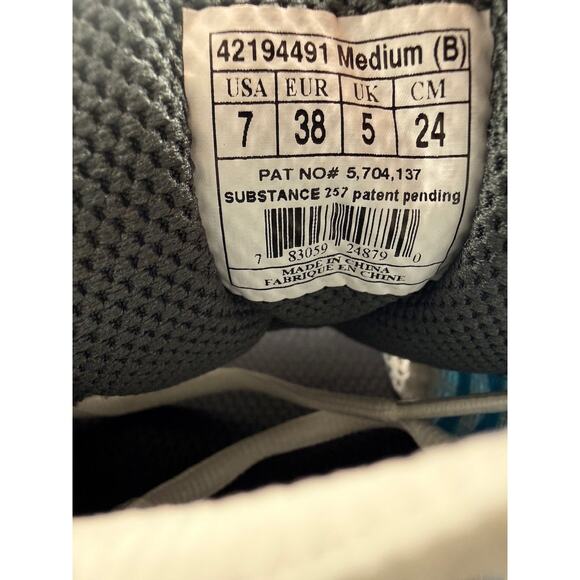 42194491 Medium (B)
USA EUR UK CM
7 38 5 24
PAT NO# 5,704,137
SUBSTANCE 257 patent pending
7 83059 24879 0
MADE IN CHINA
FABRIQUE EN CHINE